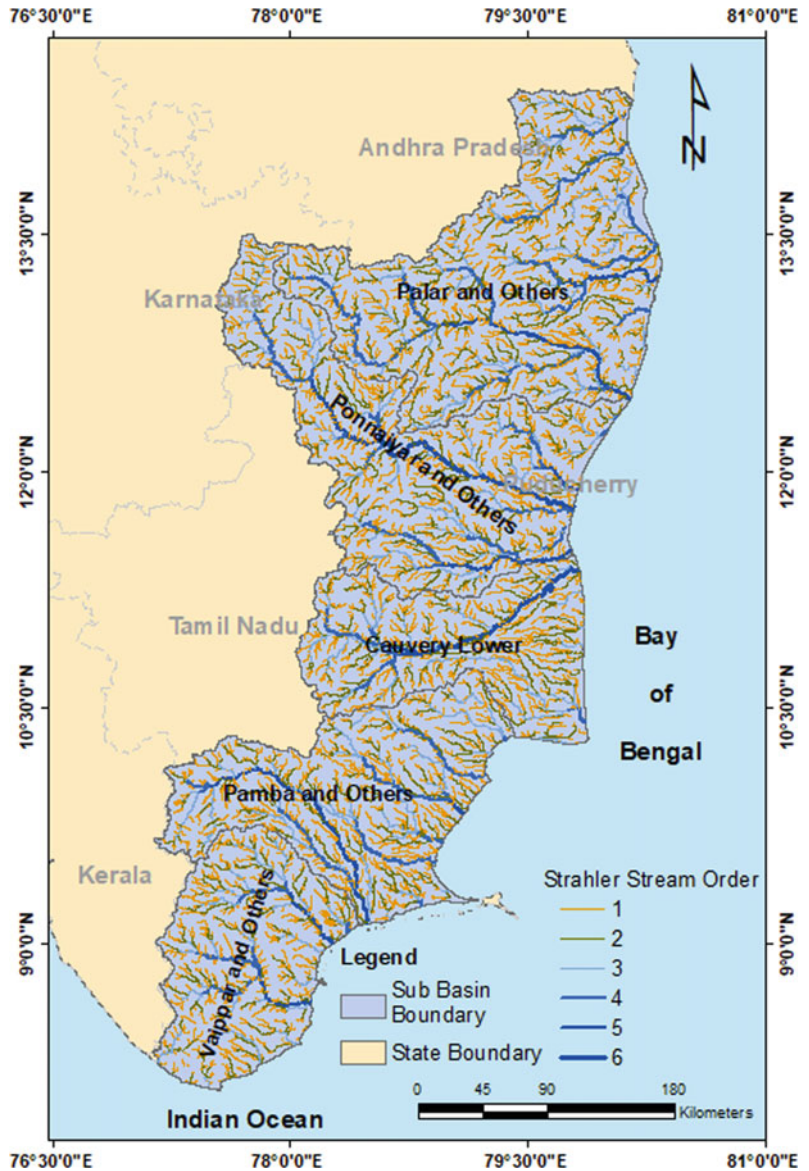 76°30'0"E 78°0'0"E 79°30'0"E 81°0'0"E
Andhra Pradesh
N
13°30'0"N 13°30'0"N
Karnataka
Palar and Others
Ponnaiyar and Others
12°0'0"N 12°0'0"N
Puducherry
Tamil Nadu
Cauvery Lower
Bay
of
Bengal
10°30'0"N 10°30'0"N
Pamba and Others
Kerala
Vaippar and Others
9°0'0"N 9°0'0"N
Strahler Stream Order
1
2
3
4
5
6
Legend
Sub Basin
Boundary
State Boundary
0 45 90 180
Kilometers
Indian Ocean
76°30'0"E 78°0'0"E 79°30'0"E 81°0'0"E